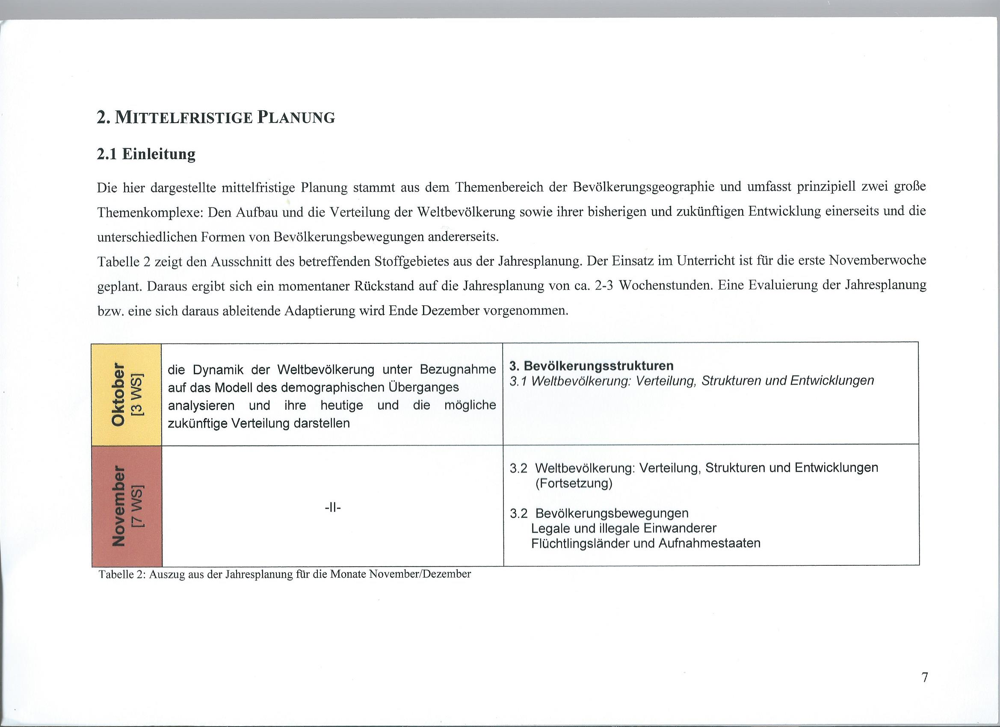 2. MITTELFRISTIGE PLANUNG
2.1 Einleitung
Die hier dargestellte mittelfristige Planung stammt aus dem Themenbereich der Bevölkerungsgeographie und umfasst prinzipiell zwei große
Themenkomplexe: Den Aufbau und die Verteilung der Weltbevölkerung sowie ihrer bisherigen und zukünftigen Entwicklung einerseits und die
unterschiedlichen Formen von Bevölkerungsbewegungen andererseits.
Tabelle 2 zeigt den Ausschnitt des betreffenden Stoffgebietes aus der Jahresplanung. Der Einsatz im Unterricht ist für die erste Novemberwoche
geplant. Daraus ergibt sich ein momentaner Rückstand auf die Jahresplanung von ca. 2-3 Wochenstunden. Eine Evaluierung der Jahresplanung
bzw. eine sich daraus ableitende Adaptierung wird Ende Dezember vorgenommen.
Oktober
[3 WS]
die Dynamik der Weltbevölkerung unter Bezugnahme
auf das Modell des demographischen Überganges
analysieren und ihre heutige und die mögliche
zukünftige Verteilung darstellen
3. Bevölkerungsstrukturen
3.1 Weltbevölkerung: Verteilung, Strukturen und Entwicklungen
November
[7 WS]
-II-
3.2 Weltbevölkerung: Verteilung, Strukturen und Entwicklungen
(Fortsetzung)
3.2 Bevölkerungsbewegungen
Legale und illegale Einwanderer
Flüchtlingsländer und Aufnahmestaaten
Tabelle 2: Auszug aus der Jahresplanung für die Monate November/Dezember
7